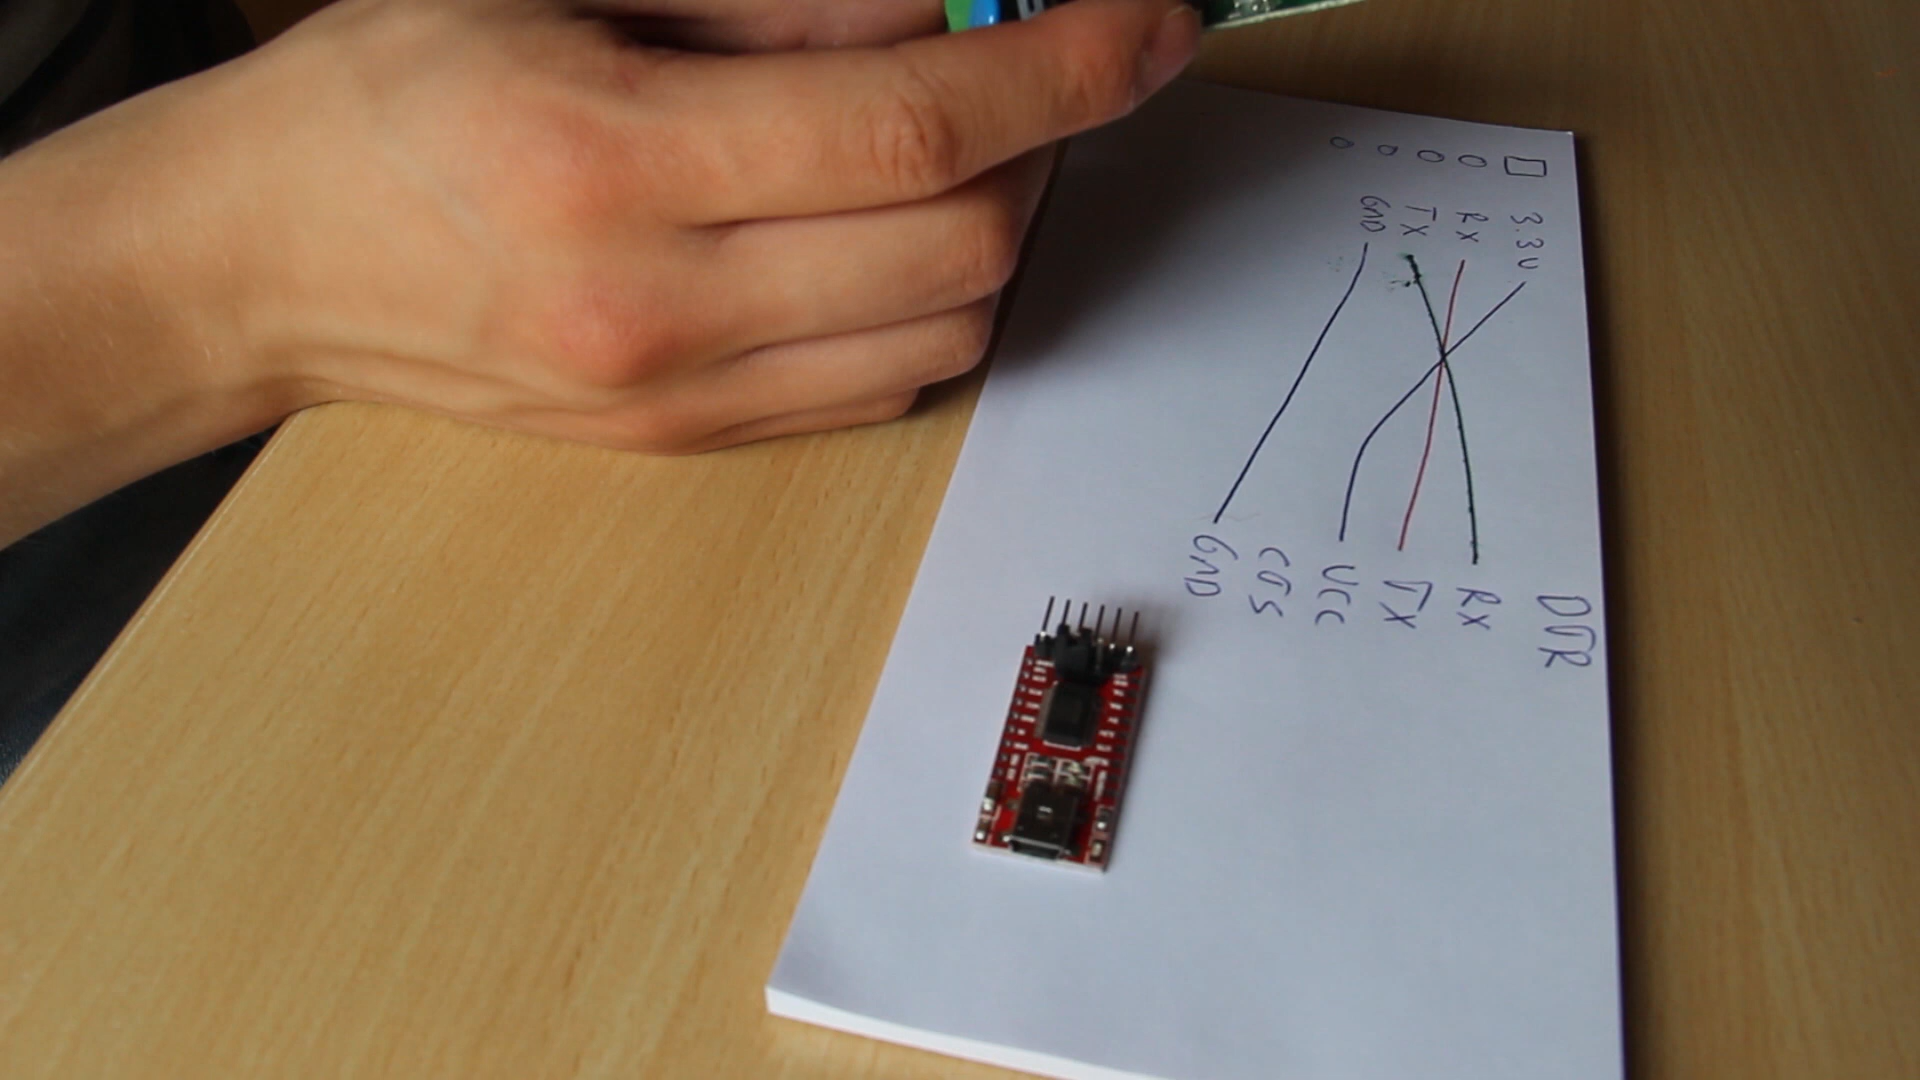 3.3V
RX
TX
GND
DTR
RX
TX
VCC
CTS
GND